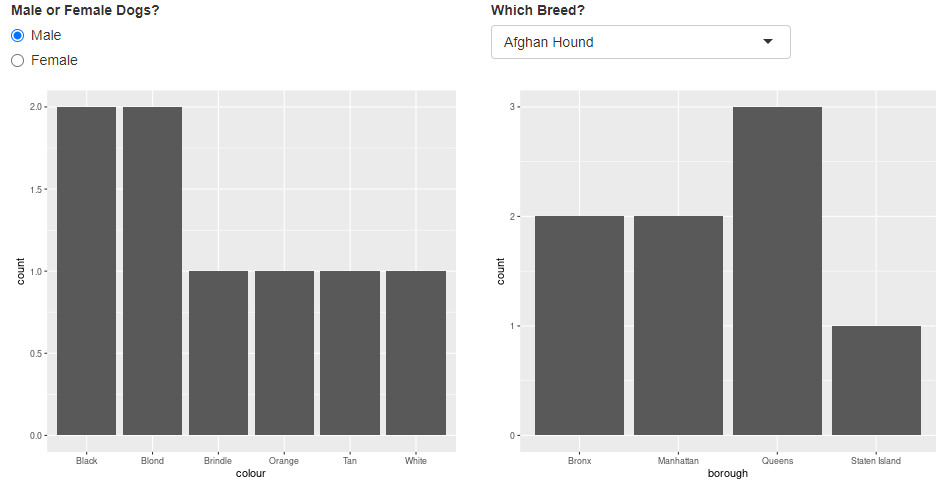 Male or Female Dogs?
Male
Female
Which Breed?
Afghan Hound
2.0
1.5
1.0
0.5
0.0
count
Black Blond Brindle Orange Tan White
colour
3
2
1
0
count
Bronx Manhattan Queens Staten Island
borough